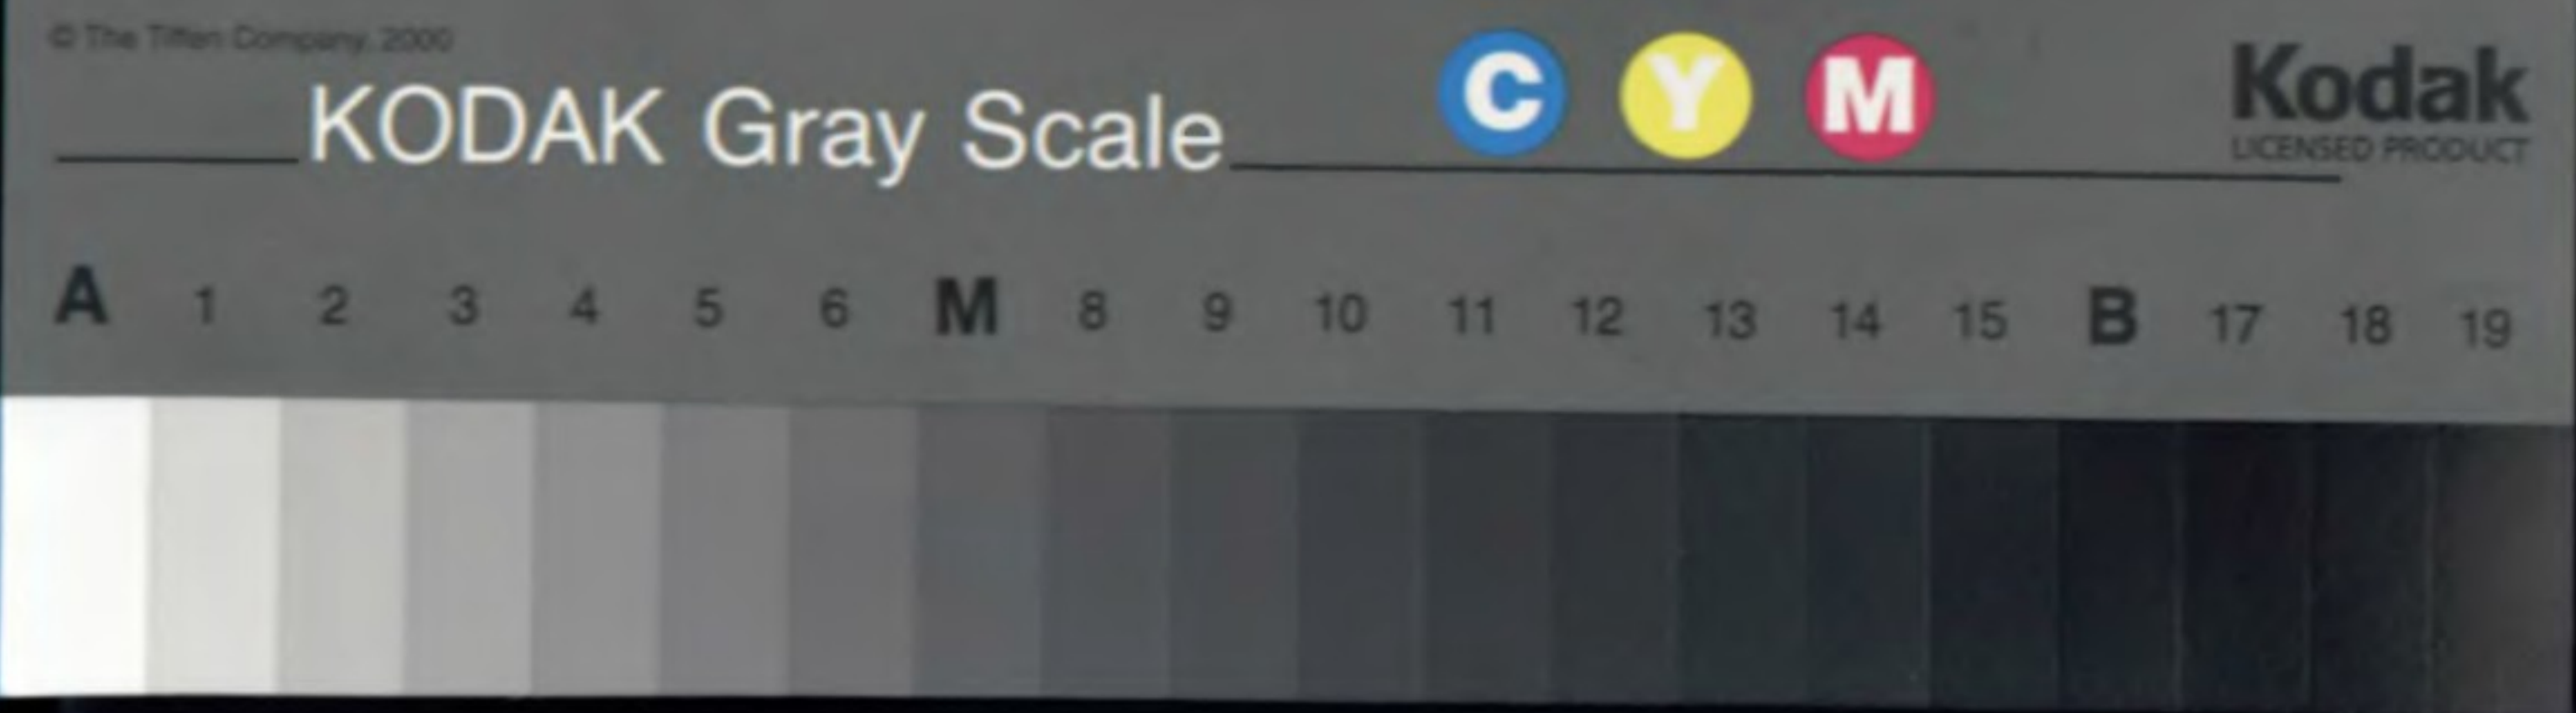 © The Tiffen Company, 2000
KODAK Gray Scale
C Y M
Kodak
LICENSED PRODUCT
A 1 2 3 4 5 6 M 8 9 10 11 12 13 14 15 B 17 18 19